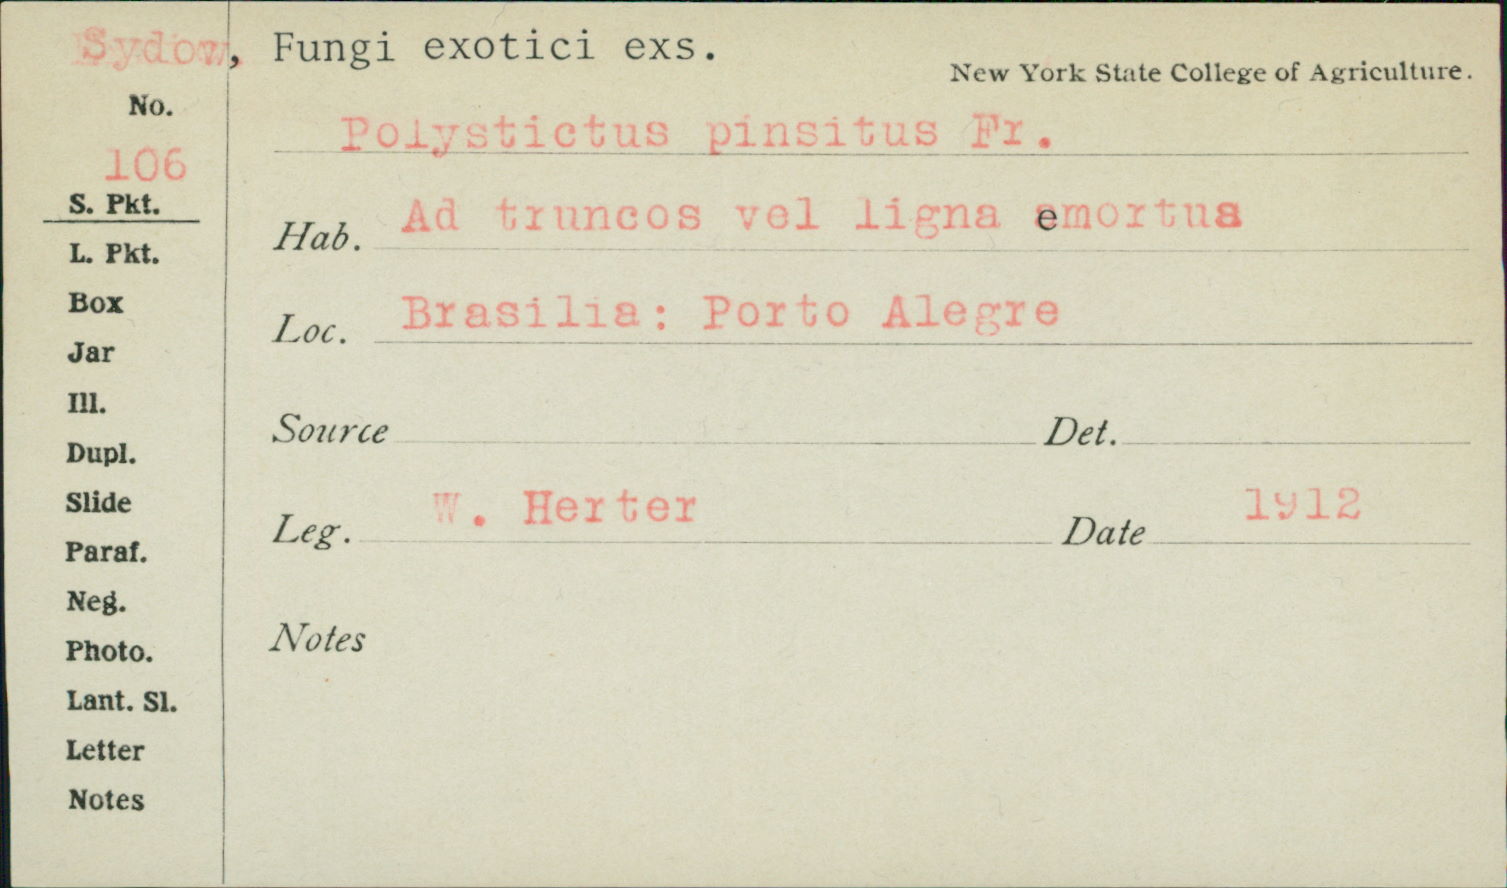 Sydow, Fungi exotici exs.
New York State College of Agriculture.
No.
106
Polystictus pinsitus Fr.
S. Pkt.
Hab. Ad truncos vel ligna emortua
L. Pkt.
Box
Loc. Brasilia: Porto Alegre
Jar
Ill.
Source Det.
Dupl.
Slide
Leg. W. Herter Date 1912
Paraf.
Neg.
Notes
Photo.
Lant. Sl.
Letter
Notes